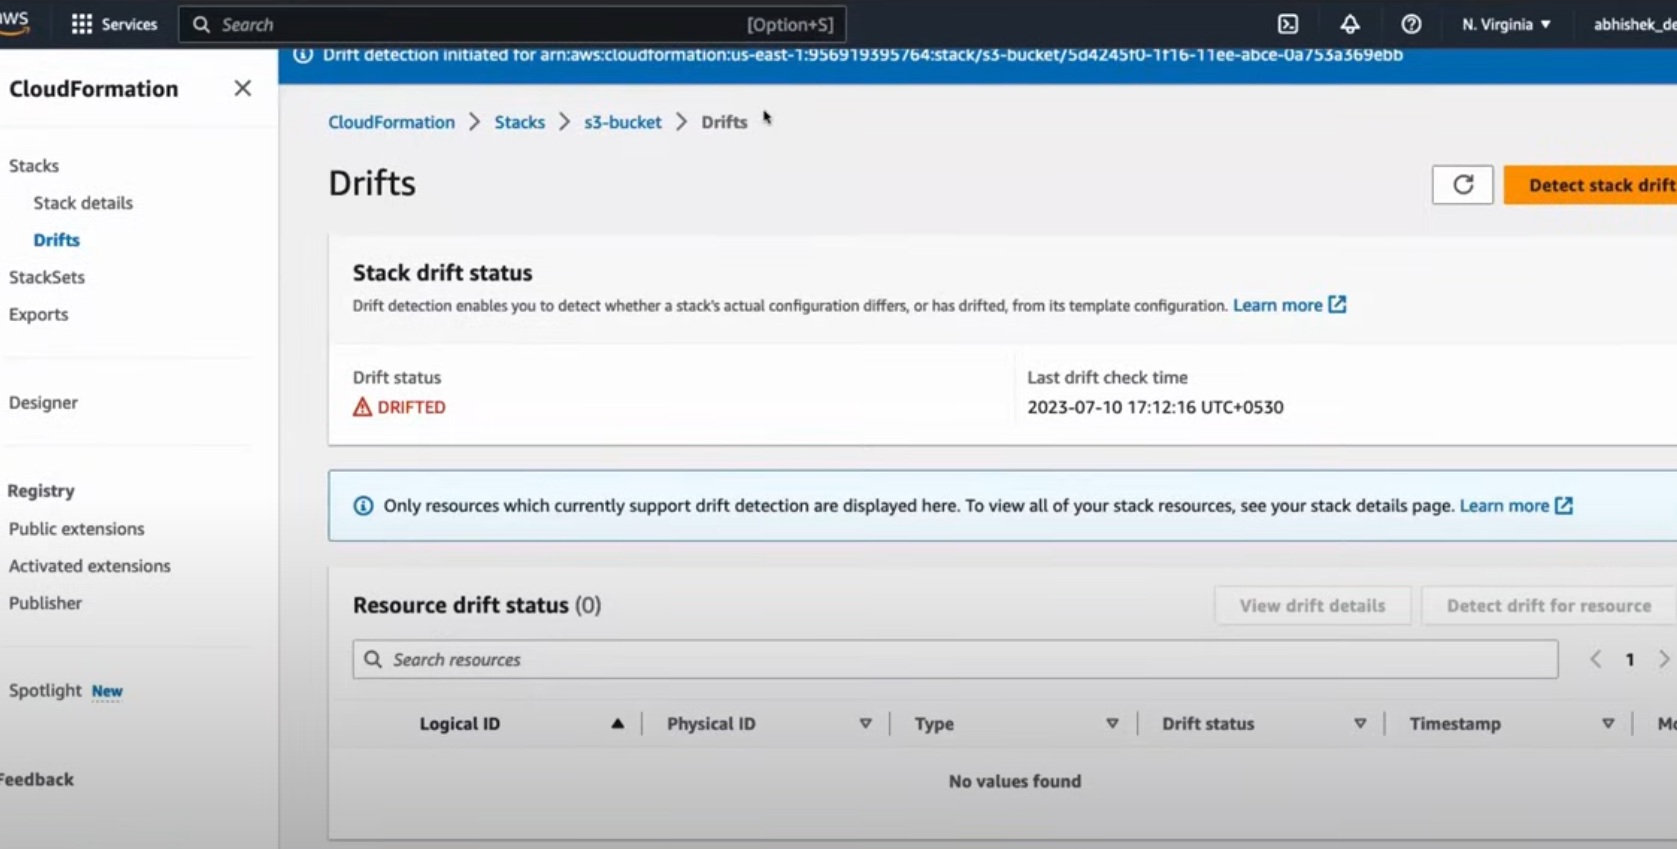 aws
Services
Search
[Option+S]
N. Virginia
Drift detection initiated for arn:aws:cloudformation:us-east-1:956919395764:stack/s3-bucket/5d4245f0-1f16-11ee-abce-0a753a369ebb
CloudFormation
CloudFormation > Stacks > s3-bucket > Drifts
Stacks
Stack details
Drifts
StackSets
Exports
Designer
Registry
Public extensions
Activated extensions
Publisher
Spotlight New
Feedback
Drifts
Detect stack drift
Stack drift status
Drift detection enables you to detect whether a stack's actual configuration differs, or has drifted, from its template configuration. Learn more
Drift status
DRIFTED
Last drift check time
2023-07-10 17:12:16 UTC+0530
Only resources which currently support drift detection are displayed here. To view all of your stack resources, see your stack details page. Learn more
Resource drift status (0)
View drift details
Detect drift for resource
Search resources
1
Logical ID
Physical ID
Type
Drift status
Timestamp
No values found